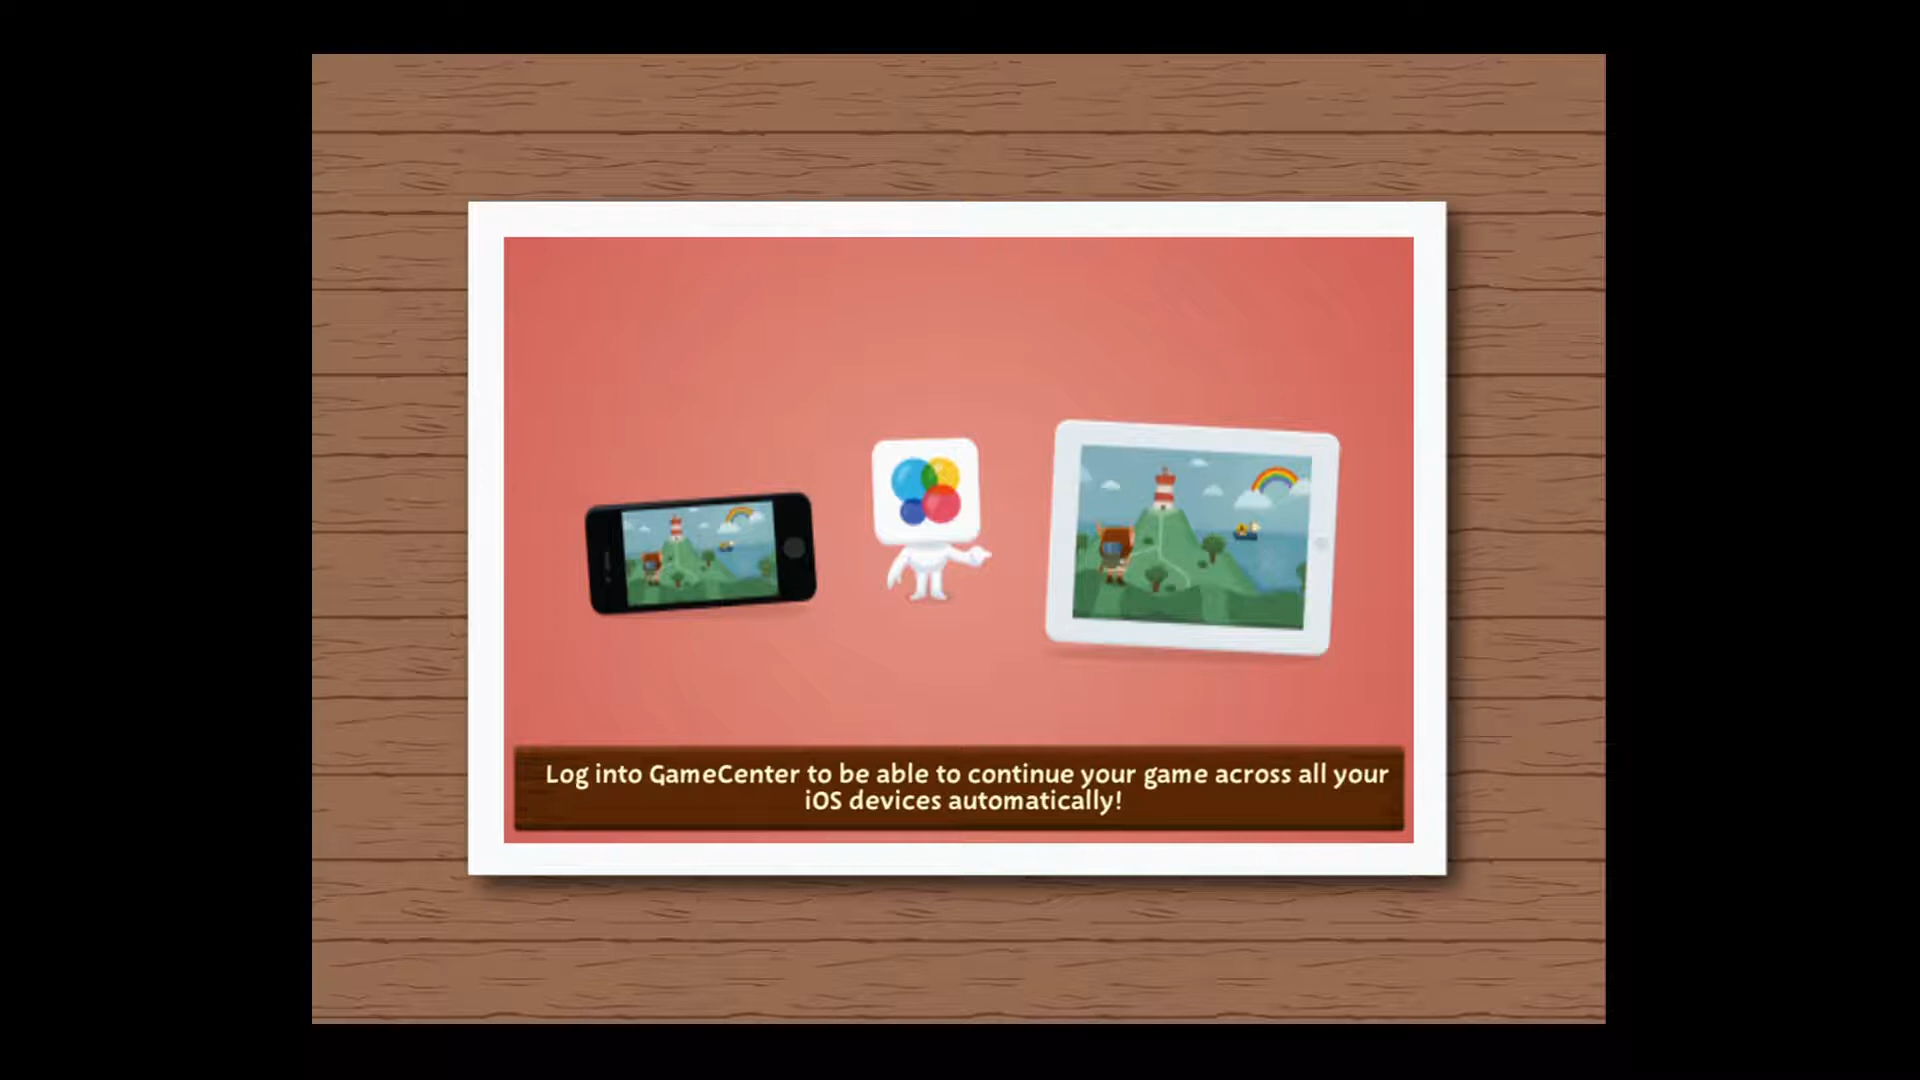 Log into GameCenter to be able to continue your game across all your
iOS devices automatically!